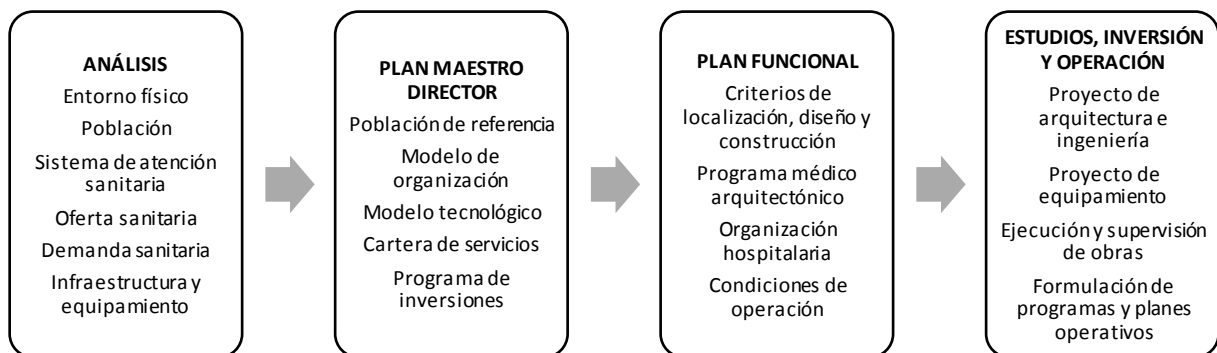 ANÁLISIS
Entorno físico
Población
Sistema de atención
sanitaria
Oferta sanitaria
Demanda sanitaria
Infraestructura y
equipamiento
PLAN MAESTRO
DIRECTOR
Población de referencia
Modelo de
organización
Modelo tecnológico
Cartera de servicios
Programa de
inversiones
PLAN FUNCIONAL
Criterios de
localización, diseño y
construcción
Programa médico
arquitectónico
Organización
hospitalaria
Condiciones de
operación
ESTUDIOS, INVERSIÓN
Y OPERACIÓN
Proyecto de
arquitectura e
ingeniería
Proyecto de
equipamiento
Ejecución y supervisión
de obras
Formulación de
programas y planes
operativos